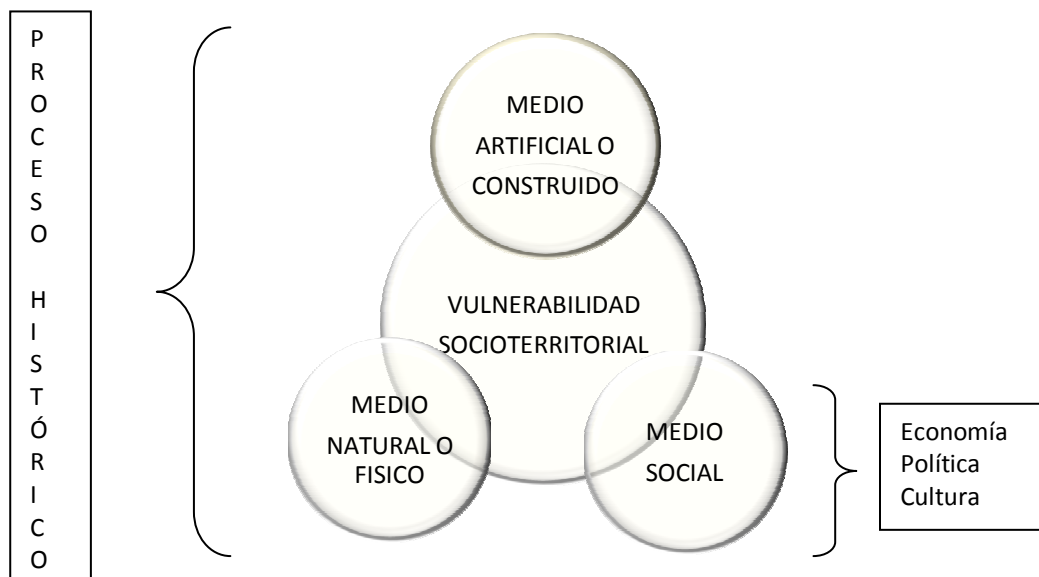 P
R
O
C
E
S
O
H
I
S
T
Ó
R
I
C
O
MEDIO
ARTIFICIAL O
CONSTRUIDO
VULNERABILIDAD
SOCIOTERRITORIAL
MEDIO
NATURAL O
FISICO
MEDIO
SOCIAL
Economía
Política
Cultura